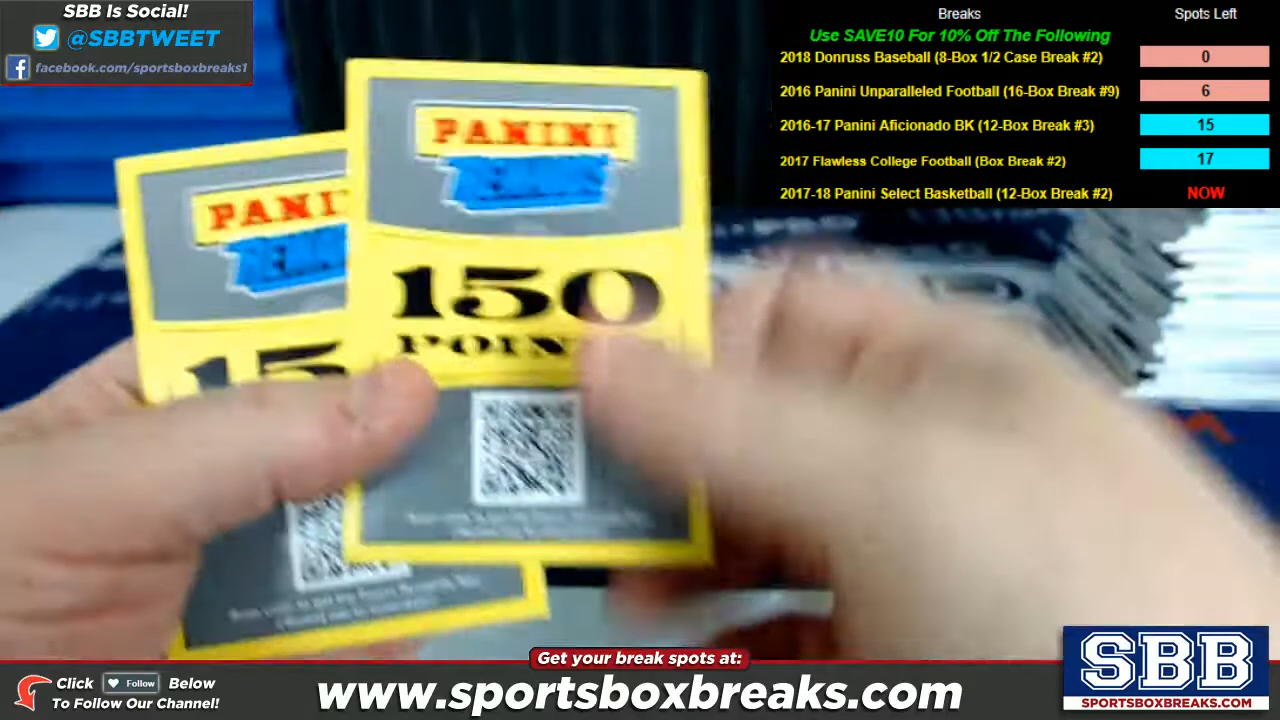 SBB Is Social!
@SBBTWEET
facebook.com/sportsboxbreaks1
Breaks Spots Left
Use SAVE10 For 10% Off The Following
2018 Donruss Baseball (8-Box 1/2 Case Break #2) 0
2016 Panini Unparalleled Football (16-Box Break #9) 6
2016-17 Panini Aficionado BK (12-Box Break #3) 15
2017 Flawless College Football (Box Break #2) 17
2017-18 Panini Select Basketball (12-Box Break #2) NOW
PANINI
150
POIN
PANI
15
Get your break spots at:
www.sportsboxbreaks.com
Click Follow Below
To Follow Our Channel!
SBB
SPORTSBOXBREAKS.COM